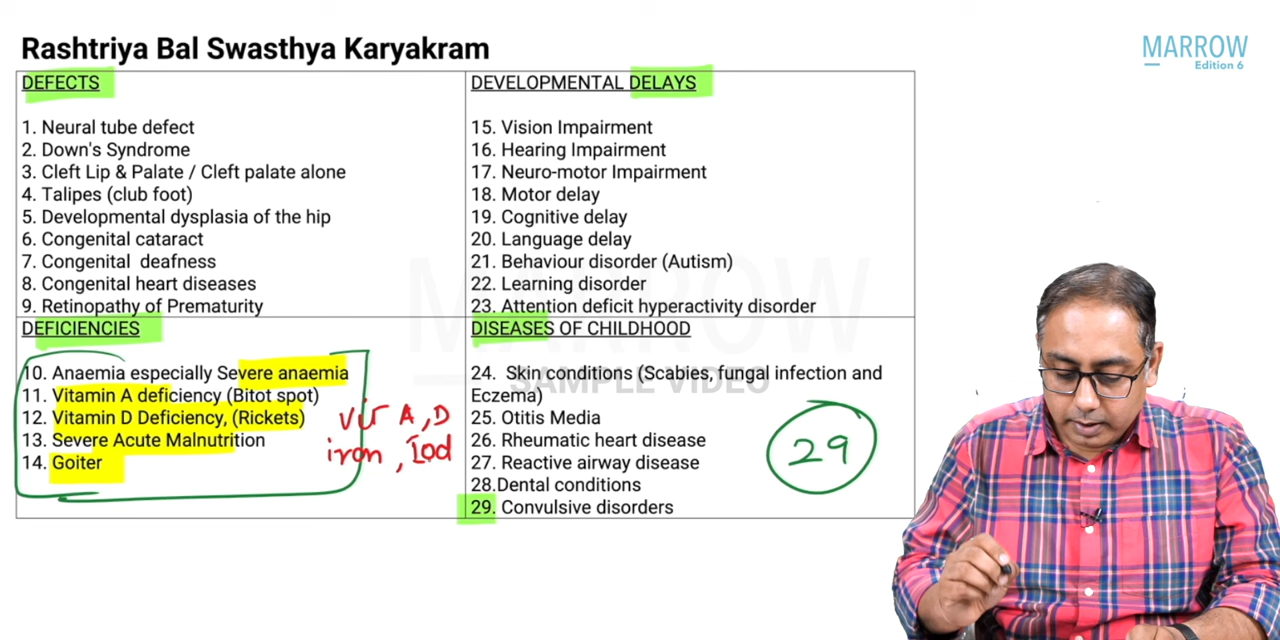 Rashtriya Bal Swasthya Karyakram
MARROW
Edition 6
DEFECTS
1. Neural tube defect
2. Down's Syndrome
3. Cleft Lip & Palate / Cleft palate alone
4. Talipes (club foot)
5. Developmental dysplasia of the hip
6. Congenital cataract
7. Congenital deafness
8. Congenital heart diseases
9. Retinopathy of Prematurity
DEVELOPMENTAL DELAYS
15. Vision Impairment
16. Hearing Impairment
17. Neuro-motor Impairment
18. Motor delay
19. Cognitive delay
20. Language delay
21. Behaviour disorder (Autism)
22. Learning disorder
23. Attention deficit hyperactivity disorder
DEFICIENCIES
10. Anaemia especially Severe anaemia
11. Vitamin A deficiency (Bitot spot)
12. Vitamin D Deficiency, (Rickets)
13. Severe Acute Malnutrition
14. Goiter
Vit A, D
iron, Iod
DISEASES OF CHILDHOOD
24. Skin conditions (Scabies, fungal infection and
Eczema)
25. Otitis Media
26. Rheumatic heart disease
27. Reactive airway disease
28.Dental conditions
29. Convulsive disorders
29
MARROW
SAMPLE VIDEO